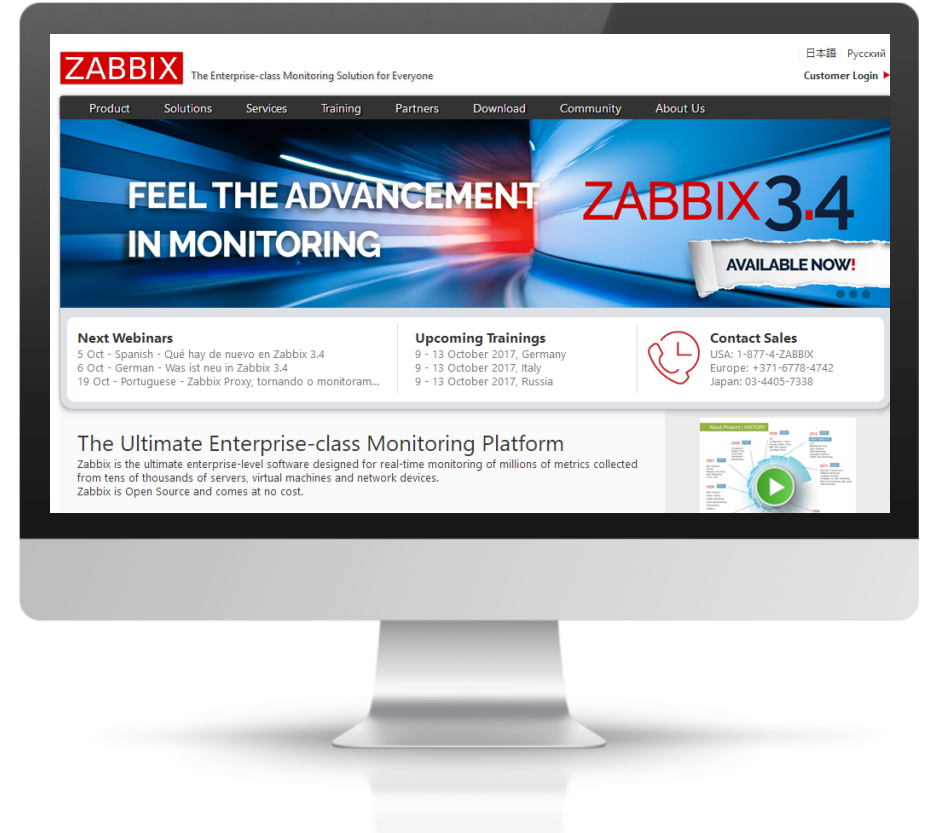 ZABBIX The Enterprise-class Monitoring Solution for Everyone
日本語 Русский
Customer Login
Product Solutions Services Training Partners Download Community About Us
FEEL THE ADVANCEMENT
IN MONITORING
ZABBIX 3.4
AVAILABLE NOW!
Next Webinars
5 Oct - Spanish - Qué hay de nuevo en Zabbix 3.4
6 Oct - German - Was ist neu in Zabbix 3.4
19 Oct - Portuguese - Zabbix Proxy, tornando o monitoram...
Upcoming Trainings
9 - 13 October 2017, Germany
9 - 13 October 2017, Italy
9 - 13 October 2017, Russia
Contact Sales
USA: 1-877-4-ZABBIX
Europe: +371-6778-4742
Japan: 03-4405-7338
The Ultimate Enterprise-class Monitoring Platform
Zabbix is the ultimate enterprise-level software designed for real-time monitoring of millions of metrics collected
from tens of thousands of servers, virtual machines and network devices.
Zabbix is Open Source and comes at no cost.
About Product | HISTORY